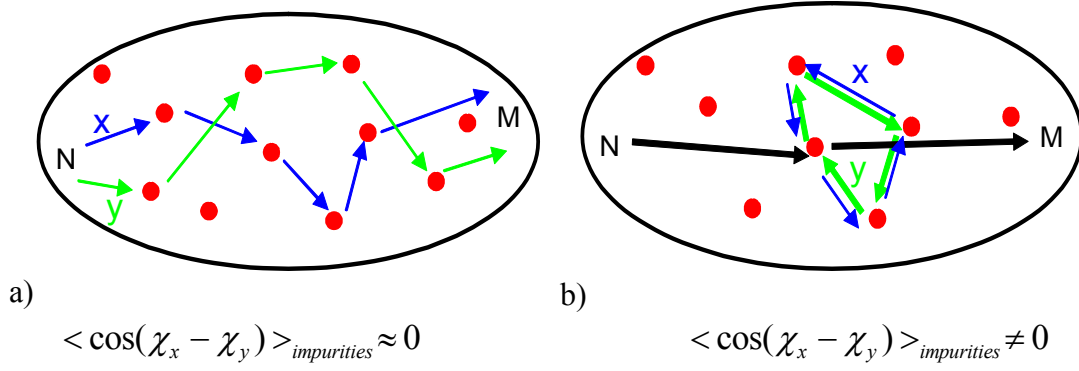 x
N
M
y
x
N
M
y
a)
b)
< cos(χ_x − χ_y) >_impurities ≈ 0
< cos(χ_x − χ_y) >_impurities ≠ 0